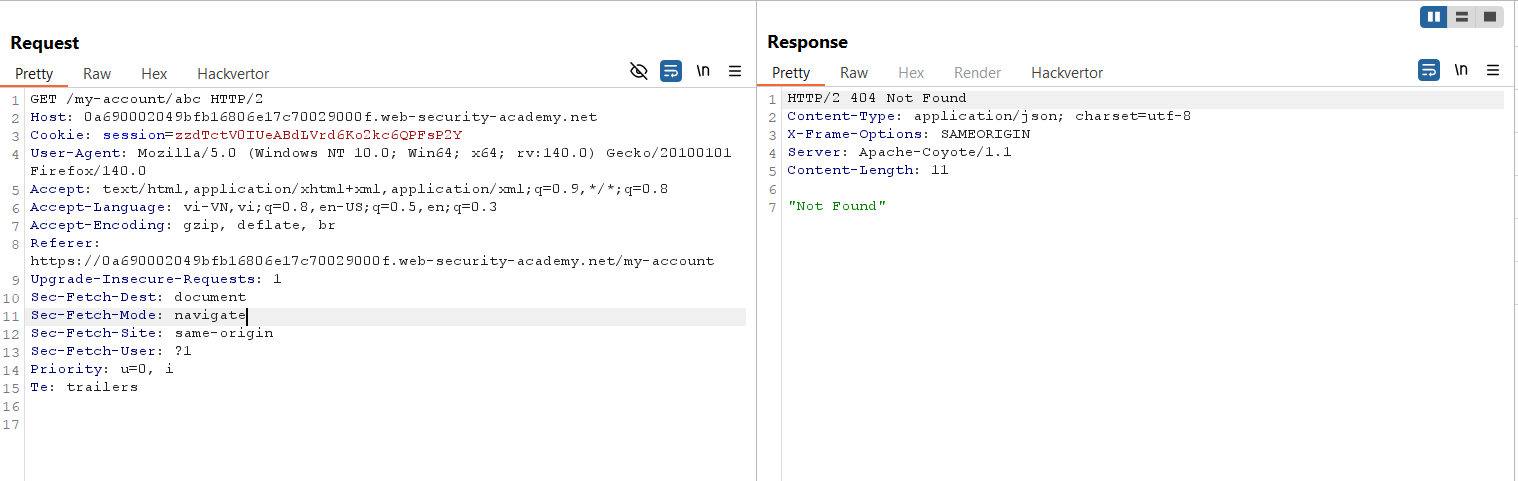 Request
Pretty Raw Hex Hackvertor \n
1 GET /my-account/abc HTTP/2
2 Host: 0a690002049bfb16806e17c70029000f.web-security-academy.net
3 Cookie: session=zzdTctV0IUeABdLVrd6Ko2kc6QPFsP2Y
4 User-Agent: Mozilla/5.0 (Windows NT 10.0; Win64; x64; rv:140.0) Gecko/20100101
Firefox/140.0
5 Accept: text/html,application/xhtml+xml,application/xml;q=0.9,*/*;q=0.8
6 Accept-Language: vi-VN,vi;q=0.8,en-US;q=0.5,en;q=0.3
7 Accept-Encoding: gzip, deflate, br
8 Referer:
https://0a690002049bfb16806e17c70029000f.web-security-academy.net/my-account
9 Upgrade-Insecure-Requests: 1
10 Sec-Fetch-Dest: document
11 Sec-Fetch-Mode: navigate
12 Sec-Fetch-Site: same-origin
13 Sec-Fetch-User: ?1
14 Priority: u=0, i
15 Te: trailers
16
17
Response
Pretty Raw Hex Render Hackvertor \n
1 HTTP/2 404 Not Found
2 Content-Type: application/json; charset=utf-8
3 X-Frame-Options: SAMEORIGIN
4 Server: Apache-Coyote/1.1
5 Content-Length: 11
6
7 "Not Found"